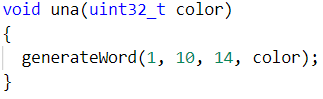 void una(uint32_t color)
{
  generateWord(1, 10, 14, color);
}